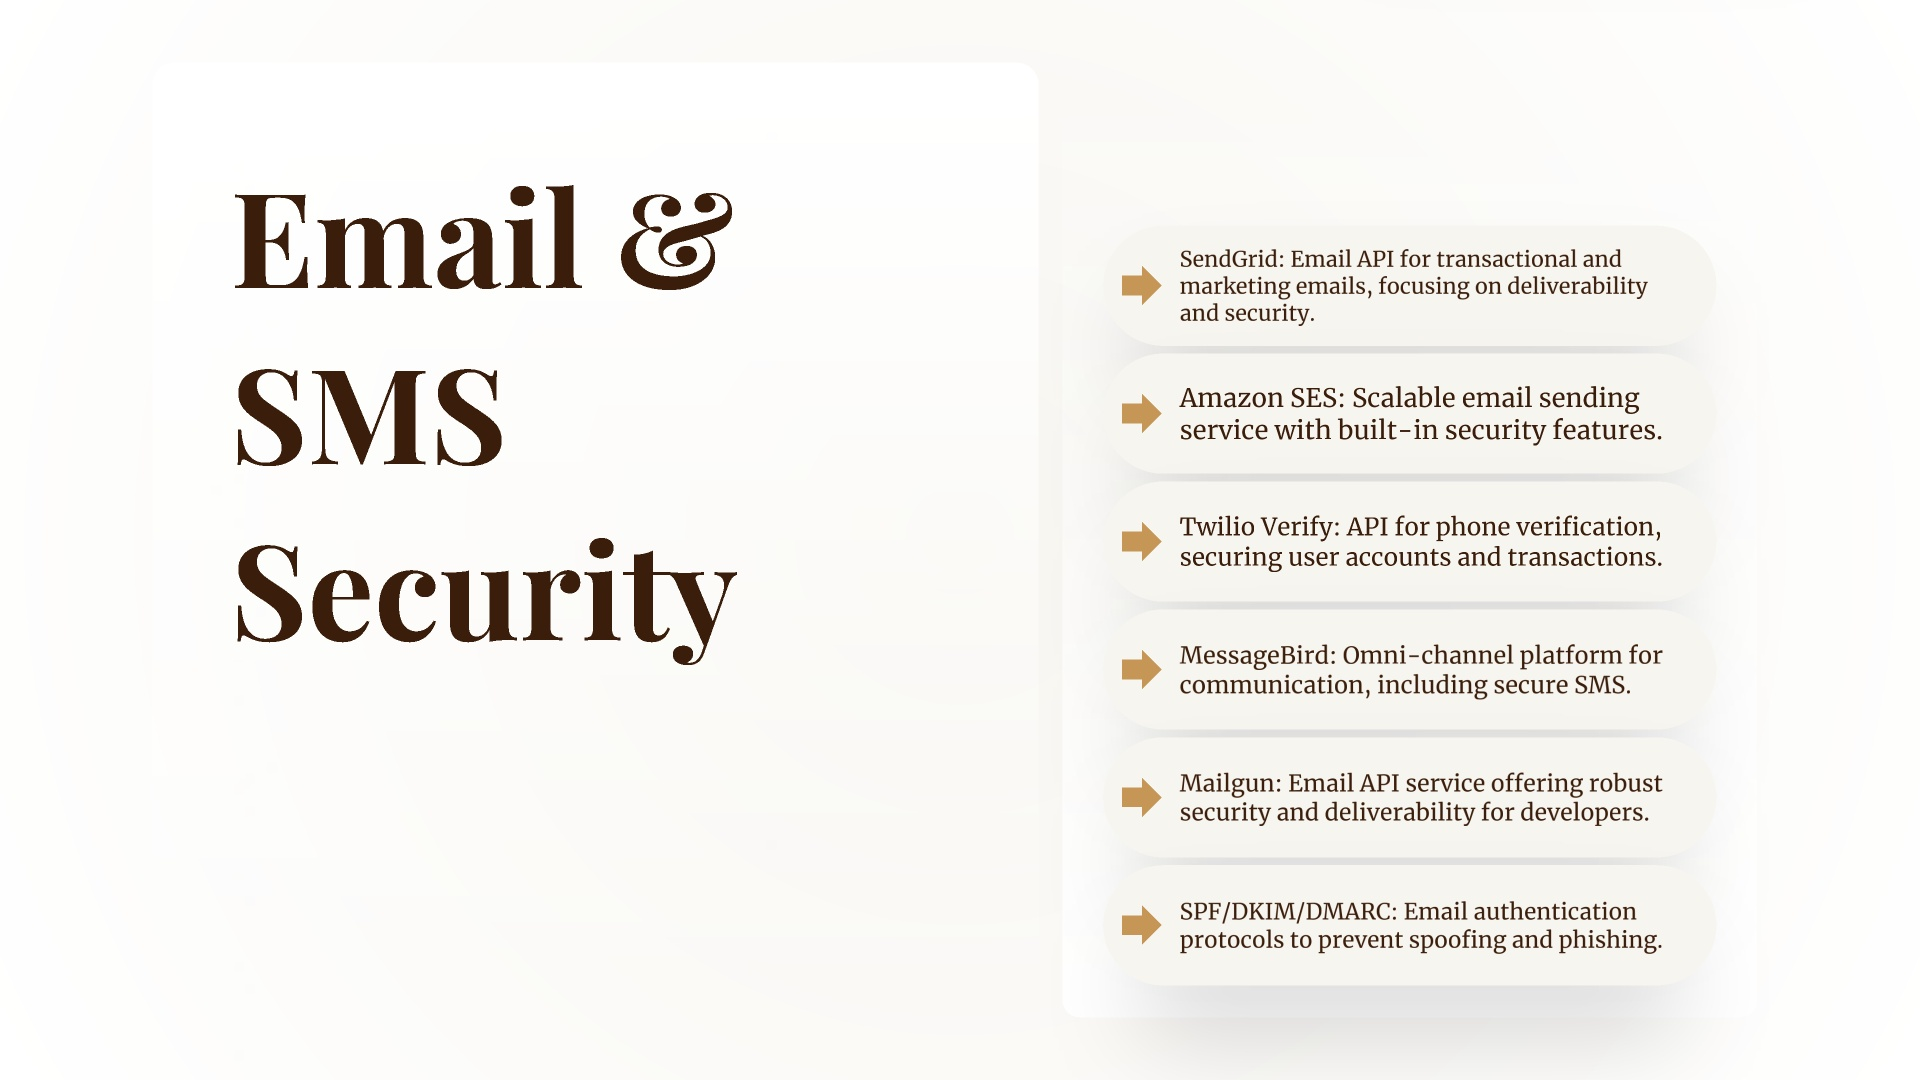 Email &
SMS
Security
SendGrid: Email API for transactional and
marketing emails, focusing on deliverability
and security.
Amazon SES: Scalable email sending
service with built-in security features.
Twilio Verify: API for phone verification,
securing user accounts and transactions.
MessageBird: Omni-channel platform for
communication, including secure SMS.
Mailgun: Email API service offering robust
security and deliverability for developers.
SPF/DKIM/DMARC: Email authentication
protocols to prevent spoofing and phishing.